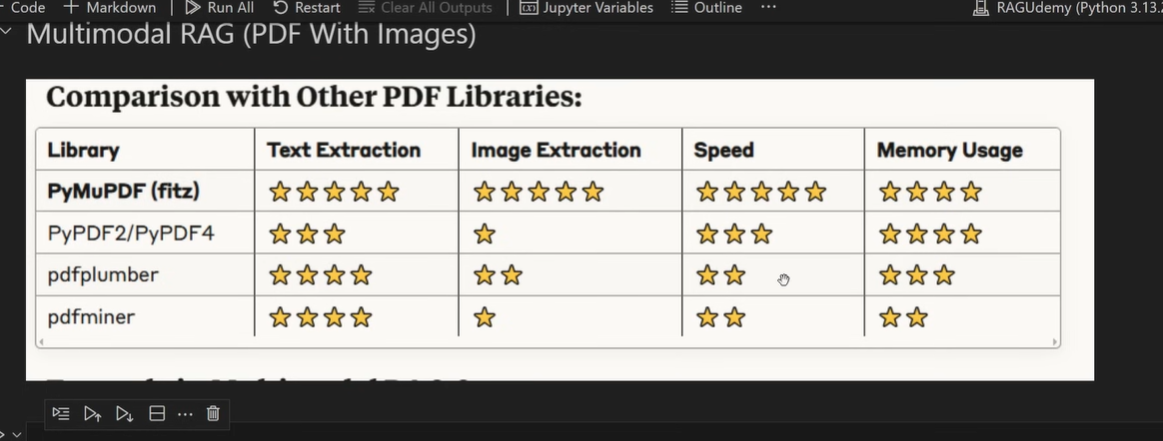 Code Markdown Run All Restart Clear All Outputs Jupyter Variables Outline ... RAGUdemy (Python 3.13.
Multimodal RAG (PDF With Images)
Comparison with Other PDF Libraries:
Library Text Extraction Image Extraction Speed Memory Usage
PyMuPDF (fitz) ⭐⭐⭐⭐⭐ ⭐⭐⭐⭐⭐ ⭐⭐⭐⭐⭐ ⭐⭐⭐⭐
PyPDF2/PyPDF4 ⭐⭐⭐ ⭐ ⭐⭐⭐ ⭐⭐⭐⭐
pdfplumber ⭐⭐⭐⭐ ⭐⭐ ⭐⭐ ⭐⭐⭐
pdfminer ⭐⭐⭐⭐ ⭐ ⭐⭐ ⭐⭐